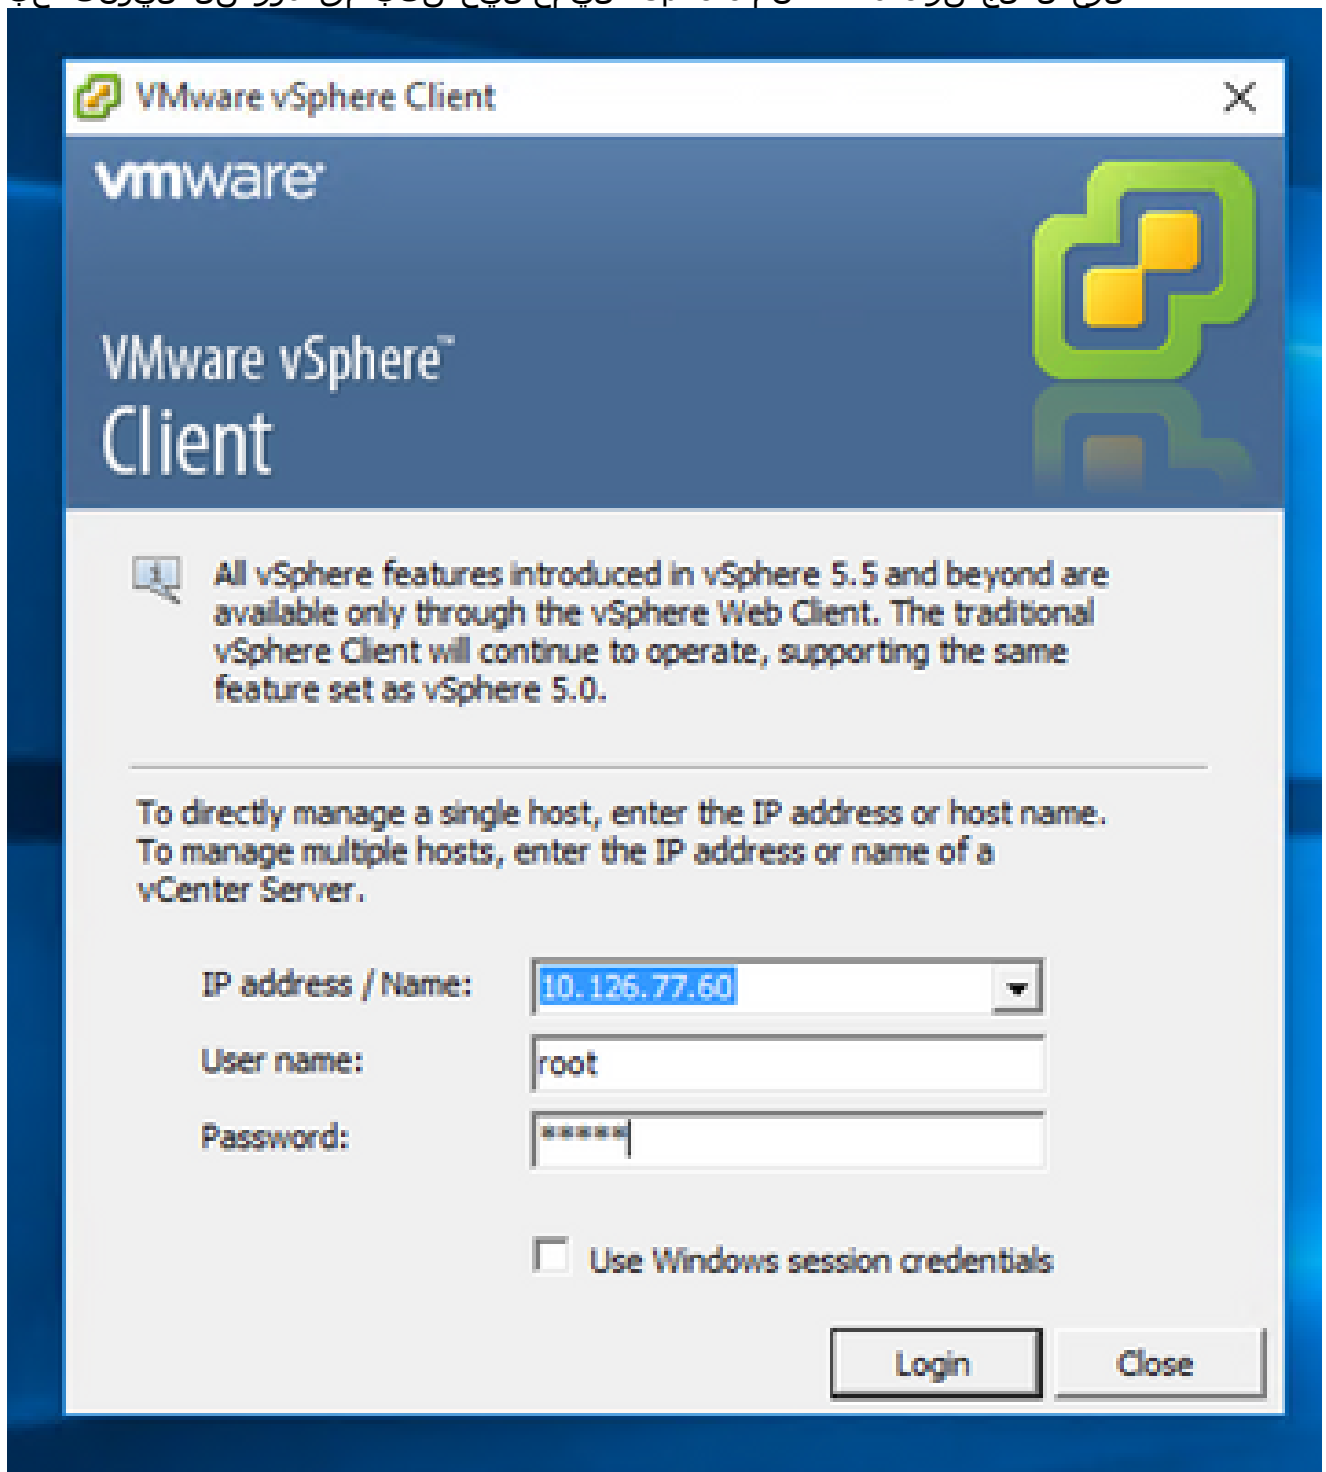 VMware vSphere Client
vmware
VMware vSphere™
Client
All vSphere features introduced in vSphere 5.5 and beyond are
available only through the vSphere Web Client. The traditional
vSphere Client will continue to operate, supporting the same
feature set as vSphere 5.0.
To directly manage a single host, enter the IP address or host name.
To manage multiple hosts, enter the IP address or name of a
vCenter Server.
IP address / Name: 10.126.77.60
User name: root
Password: *****
Use Windows session credentials
Login Close